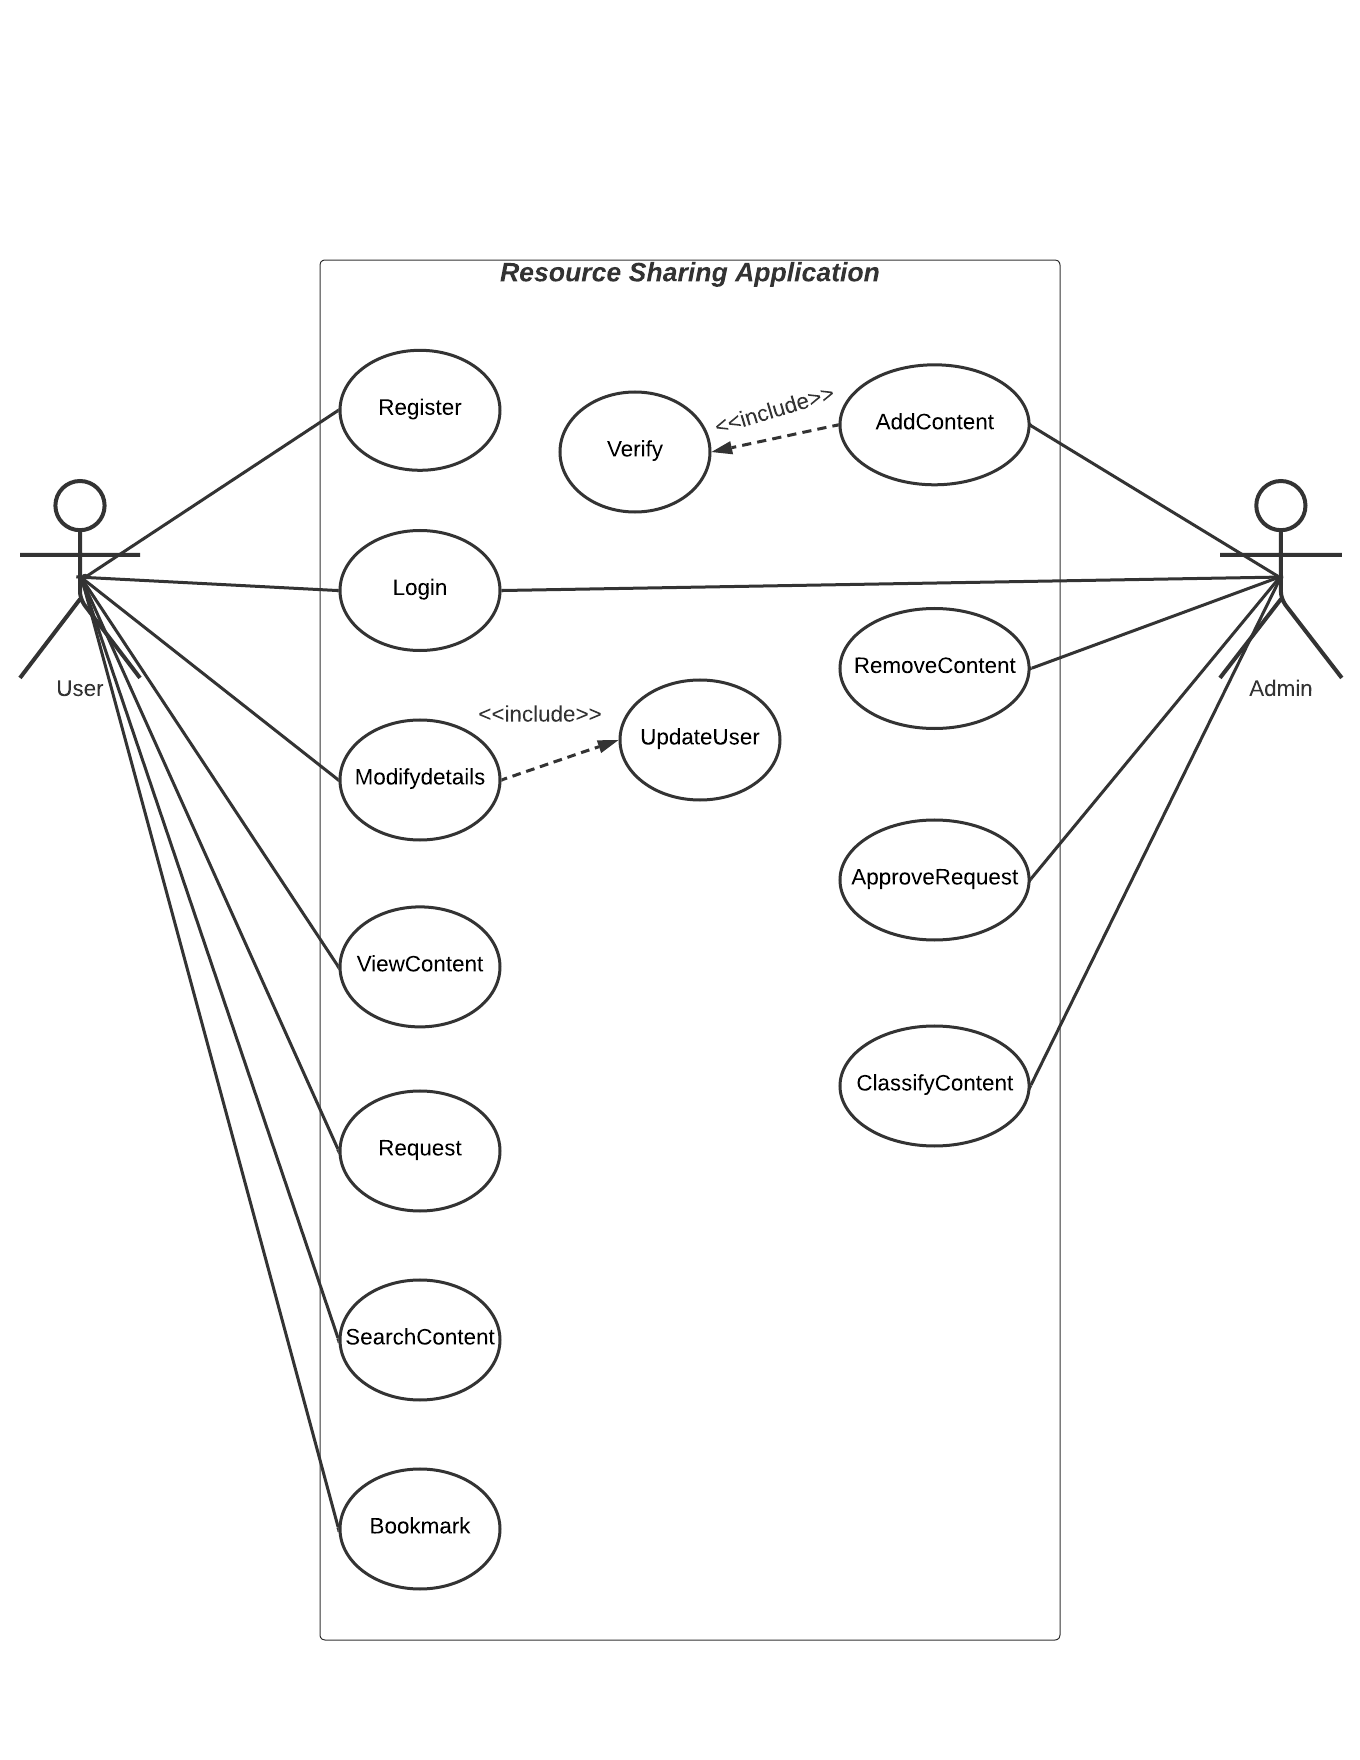 Resource Sharing Application
Register
<<include>>
AddContent
Verify
Login
RemoveContent
User
Admin
<<include>>
UpdateUser
Modifydetails
ApproveRequest
ViewContent
ClassifyContent
Request
SearchContent
Bookmark